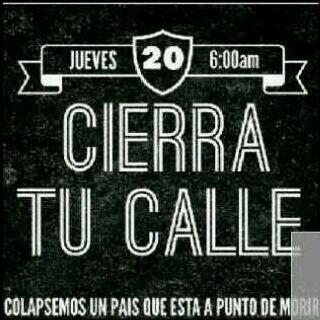 JUEVES 20 6:00am
CIERRA
TU CALLE
COLAPSEMOS UN PAIS QUE ESTA A PUNTO DE MORIR